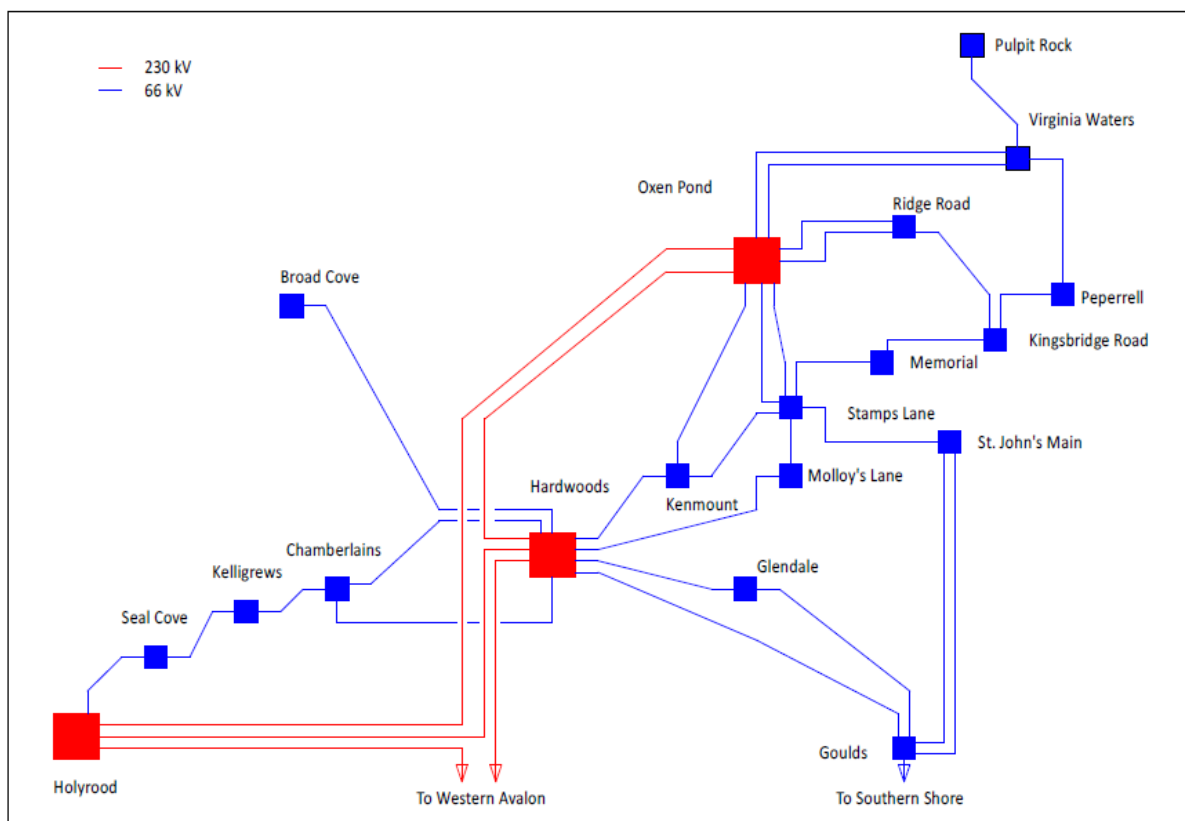 Pulpit Rock
230 kV
66 kV
Virginia Waters
Oxen Pond
Ridge Road
Broad Cove
Peperrell
Kingsbridge Road
Memorial
Stamps Lane
St. John's Main
Hardwoods
Molloy's Lane
Kenmount
Chamberlains
Glendale
Kelligrews
Seal Cove
Goulds
Holyrood
To Western Avalon
To Southern Shore